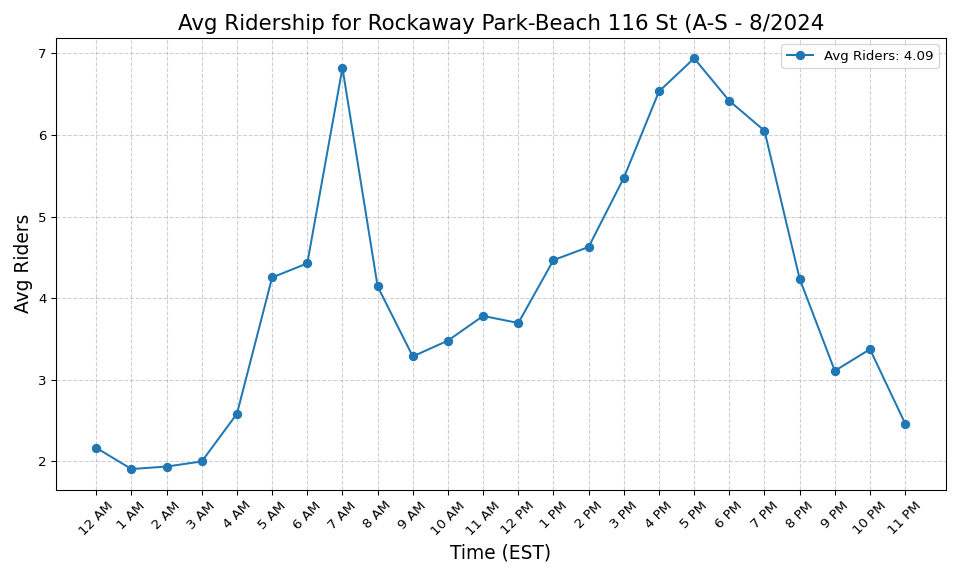 Avg Ridership for Rockaway Park-Beach 116 St (A-S - 8/2024
Avg Riders: 4.09
Avg Riders
7
6
5
4
3
2
12 AM
1 AM
2 AM
3 AM
4 AM
5 AM
6 AM
7 AM
8 AM
9 AM
10 AM
11 AM
12 PM
1 PM
2 PM
3 PM
4 PM
5 PM
6 PM
7 PM
8 PM
9 PM
10 PM
11 PM
Time (EST)